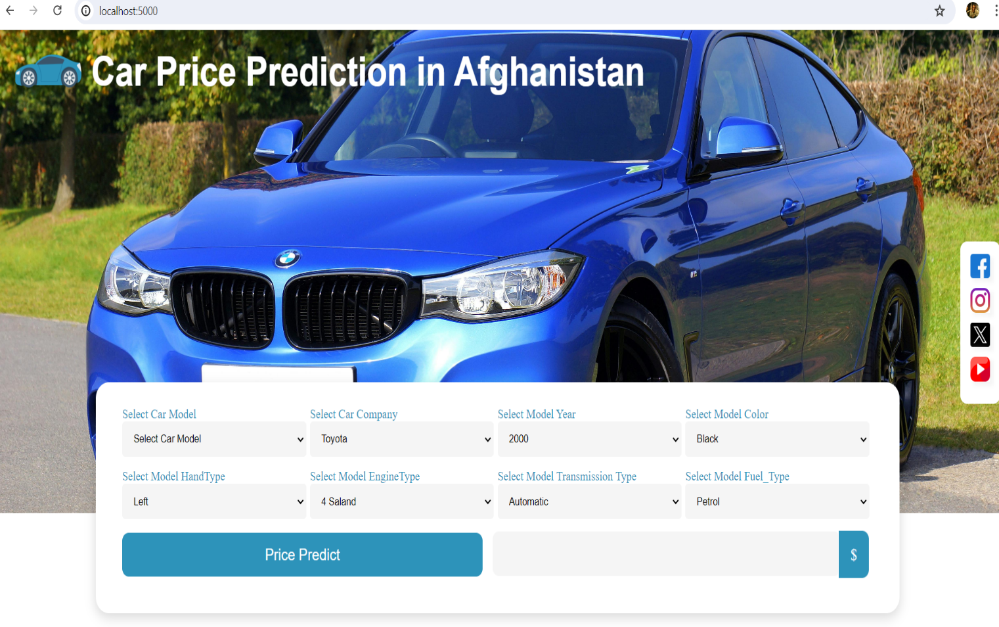 localhost:5000
Car Price Prediction in Afghanistan
Select Car Model Select Car Company Select Model Year Select Model Color
Select Car Model Toyota 2000 Black
Select Model HandType Select Model EngineType Select Model Transmission Type Select Model Fuel_Type
Left 4 Saland Automatic Petrol
Price Predict $